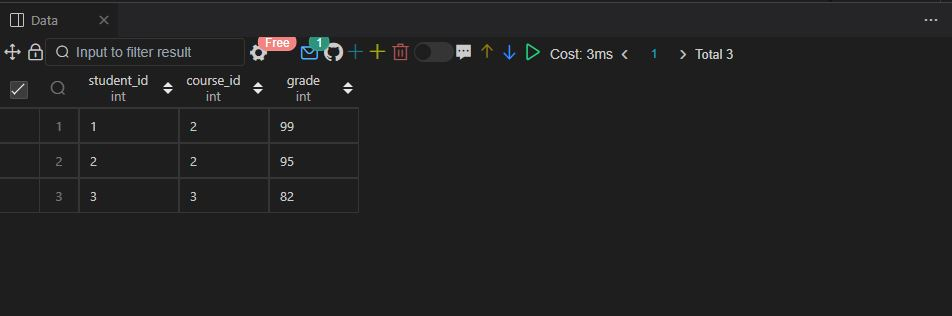 Data
Input to filter result Free 1 Cost: 3ms 1 Total 3
student_id course_id grade
int int int
1 1 2 99
2 2 2 95
3 3 3 82